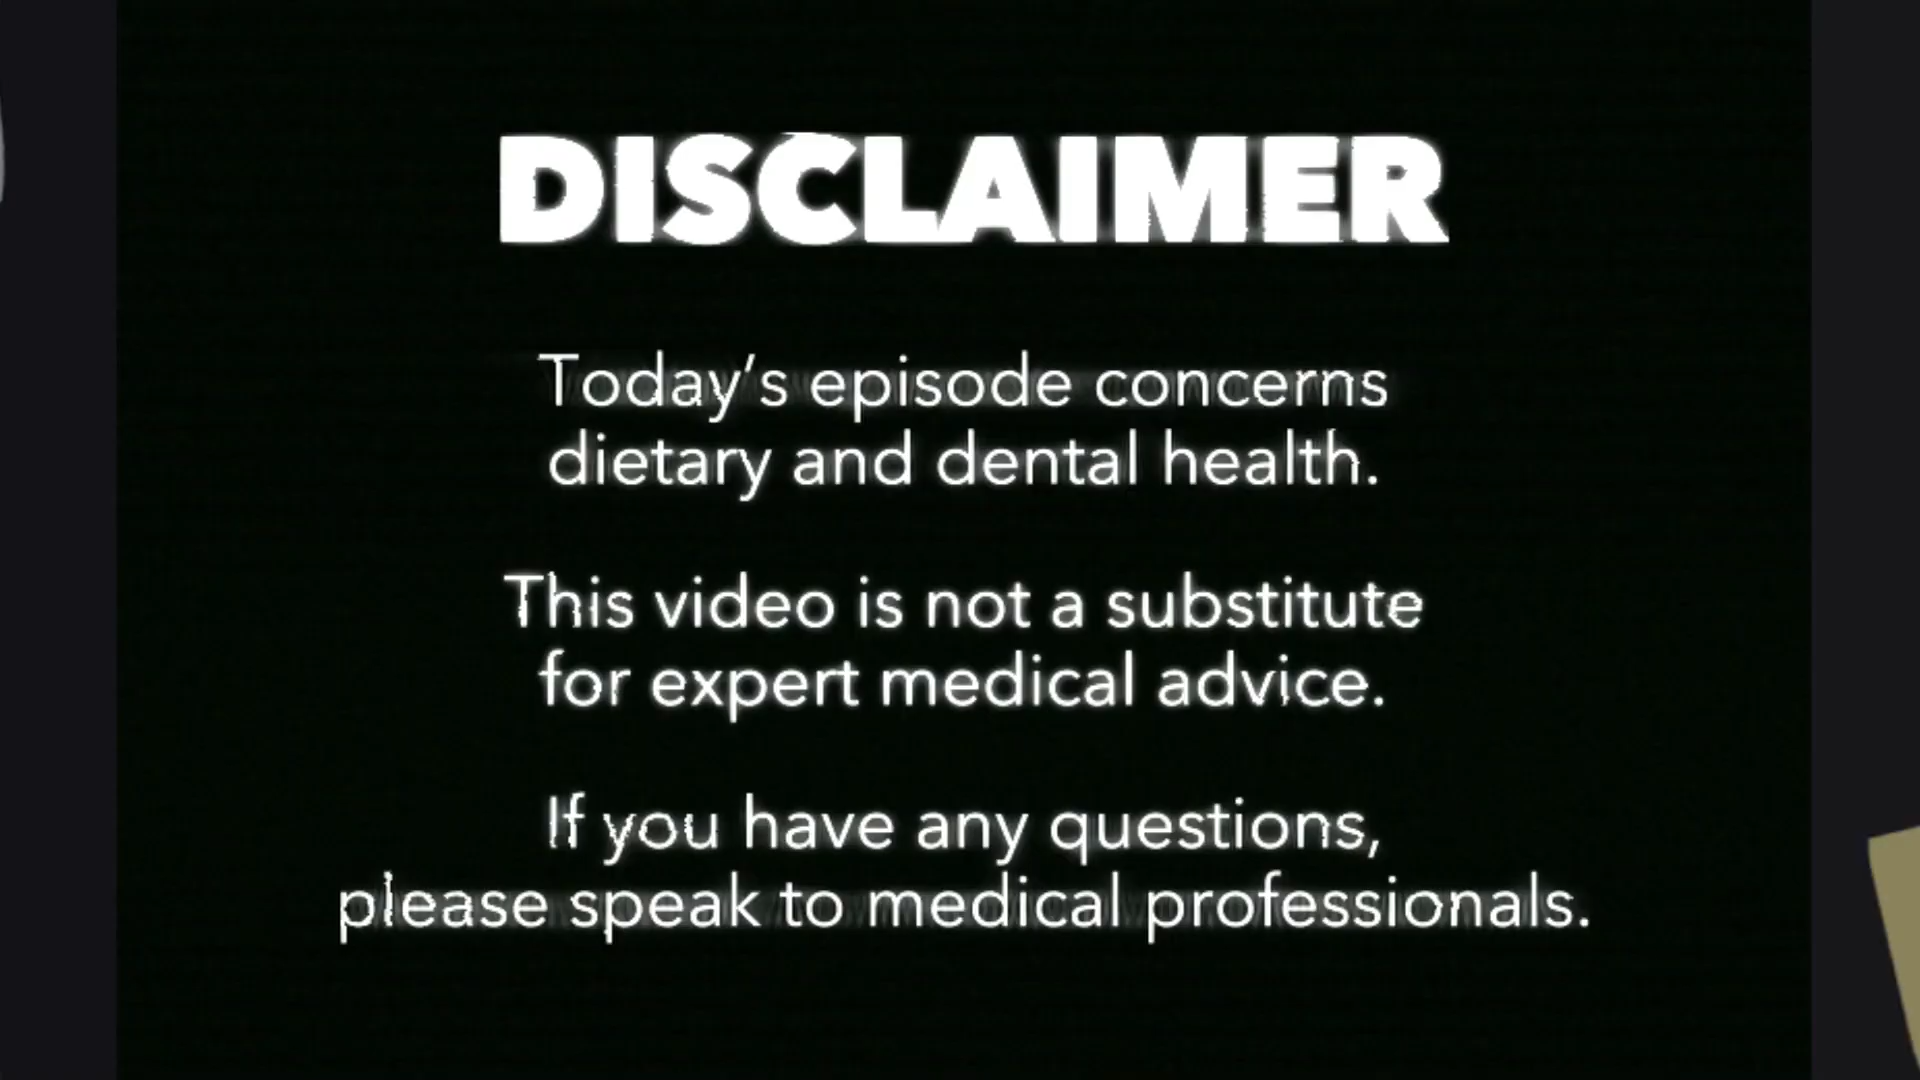 DISCLAIMER
Today’s episode concerns
dietary and dental health.
This video is not a substitute
for expert medical advice.
If you have any questions,
please speak to medical professionals.